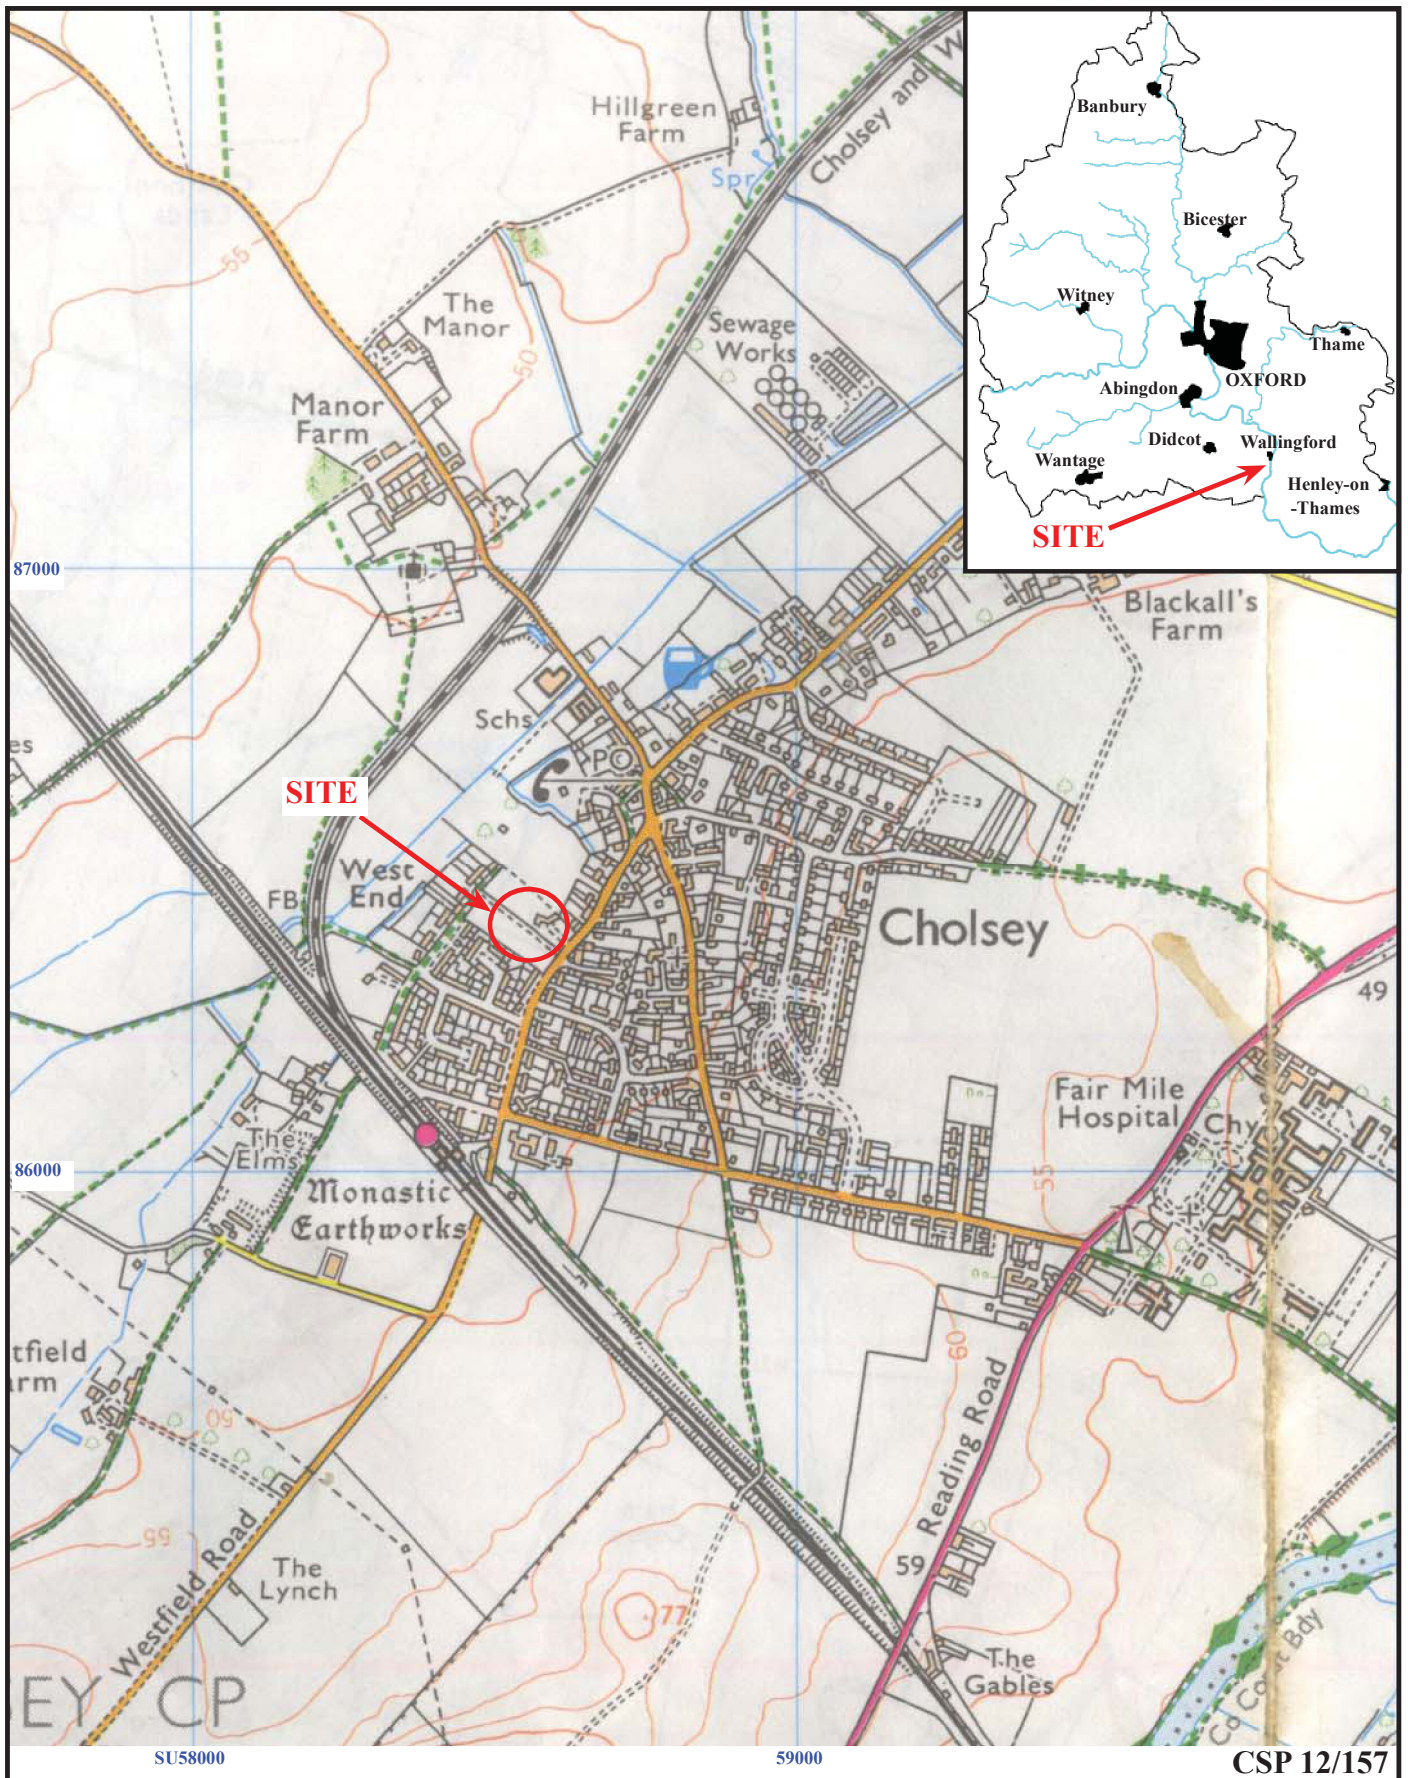 Hillgreen
Farm
Spr
Cholsey and W
Banbury
Bicester
Witney
Thame
OXFORD
Abingdon
Didcot
Wallingford
Wantage
Henley-on
-Thames
SITE
55
The
Manor
50
Sewage
Works
Manor
Farm
87000
Blackall's
Farm
Schs
es
PC
SITE
West
End
FB
Cholsey
49
Fair Mile
Hospital
Chy
The
Elms
86000
Monastic
Earthworks
55
60
tfield
arm
50
Reading Road
55
Westfield Road
The
Lynch
59
77
The
Gables
Co Const Bdy
EY CP
SU58000
59000
CSP 12/157